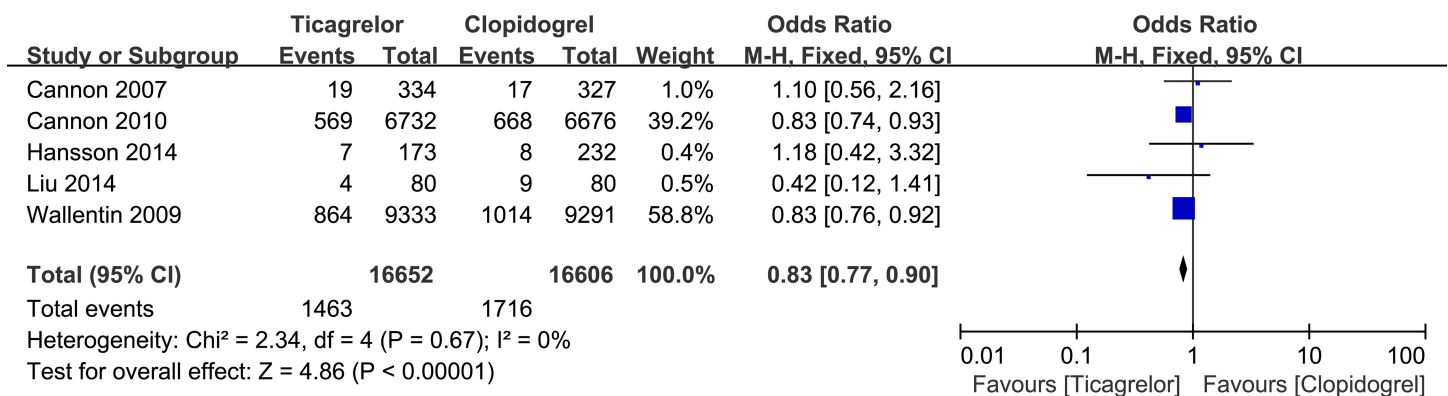 Ticagrelor Clopidogrel Odds Ratio Odds Ratio
Study or Subgroup Events Total Events Total Weight M-H, Fixed, 95% CI M-H, Fixed, 95% CI
Cannon 2007 19 334 17 327 1.0% 1.10 [0.56, 2.16]
Cannon 2010 569 6732 668 6676 39.2% 0.83 [0.74, 0.93]
Hansson 2014 7 173 8 232 0.4% 1.18 [0.42, 3.32]
Liu 2014 4 80 9 80 0.5% 0.42 [0.12, 1.41]
Wallentin 2009 864 9333 1014 9291 58.8% 0.83 [0.76, 0.92]
Total (95% CI) 16652 16606 100.0% 0.83 [0.77, 0.90]
Total events 1463 1716
Heterogeneity: Chi² = 2.34, df = 4 (P = 0.67); I² = 0%
Test for overall effect: Z = 4.86 (P < 0.00001)
0.01 0.1 1 10 100
Favours [Ticagrelor] Favours [Clopidogrel]